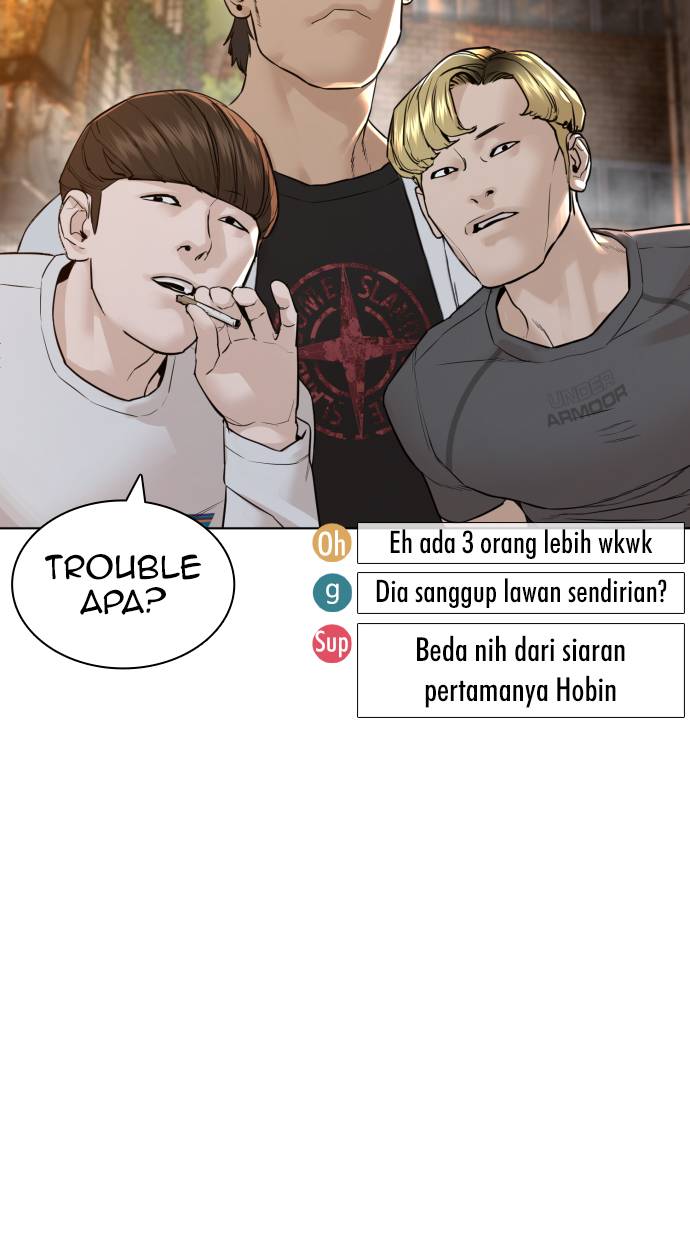 UNDER
ARMOOR
TROUBLE
APA?
Oh
Eh ada 3 orang lebih wkwk
g
Dia sanggup lawan sendirian?
Sup
Beda nih dari siaran
pertamanya Hobin